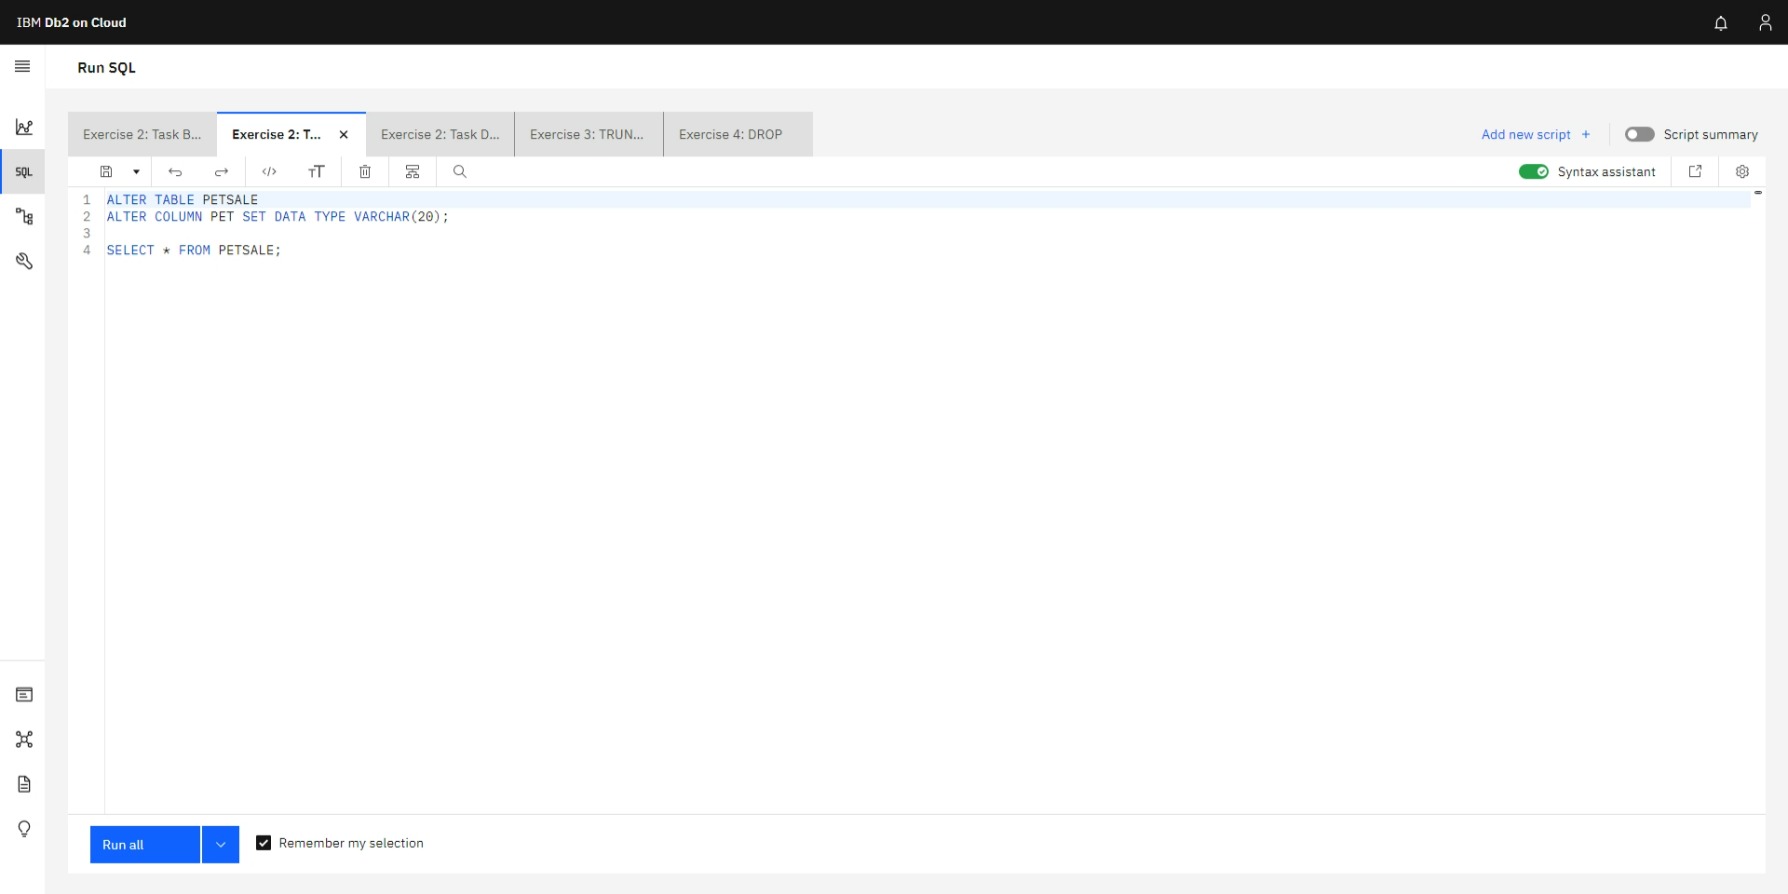 IBM Db2 on Cloud
Run SQL
Exercise 2: Task B...
Exercise 2: T...
Exercise 2: Task D...
Exercise 3: TRUN...
Exercise 4: DROP
Add new script +
Script summary
SQL
Syntax assistant
1 ALTER TABLE PETSALE
2 ALTER COLUMN PET SET DATA TYPE VARCHAR(20);
3
4 SELECT * FROM PETSALE;
Run all
Remember my selection